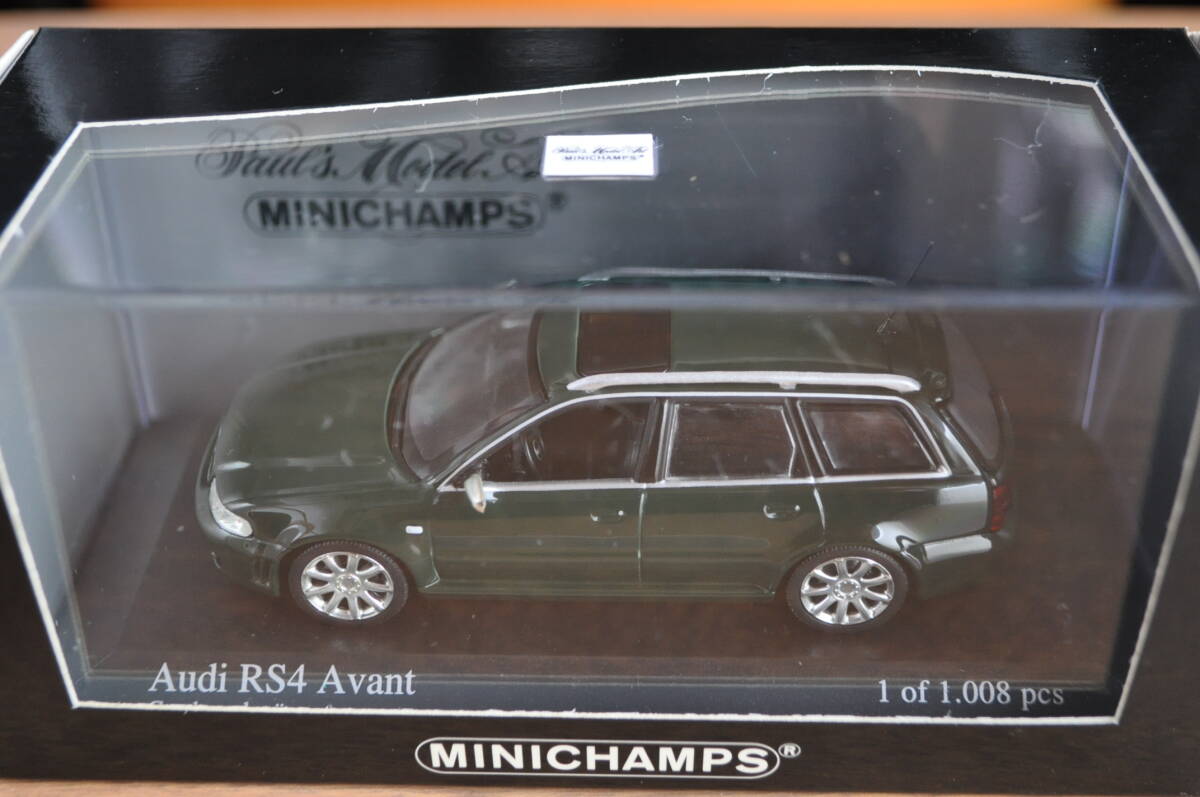 Paul's Model Art
MINICHAMPS®
Paul's Model Art
MINICHAMPS®
Audi RS4 Avant
1 of 1.008 pcs
MINICHAMPS®